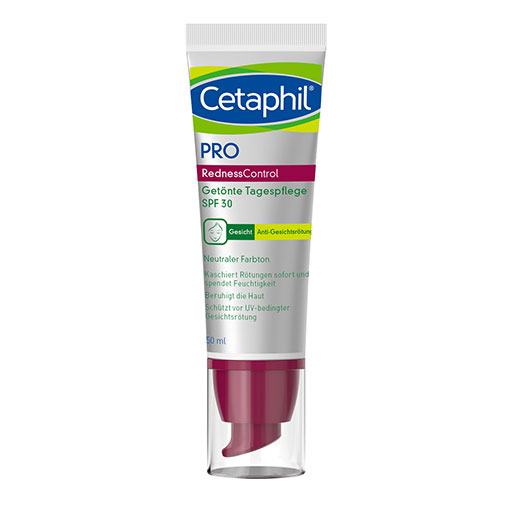 Cetaphil®
PRO
RednessControl
Getönte Tagespflege
SPF 30
Gesicht Anti-Gesichtsrötung
Neutraler Farbton
Kaschiert Rötungen sofort und
spendet Feuchtigkeit
Beruhigt die Haut
Schützt vor UV-bedingter
Gesichtsrötung
50 ml